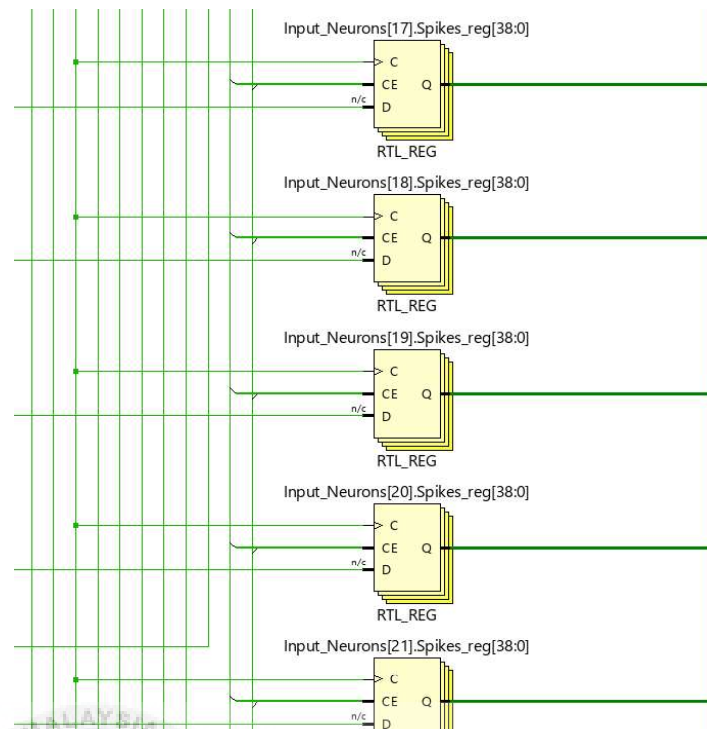 Input_Neurons[17].Spikes_reg[38:0]
C
CE Q
n/c
D
RTL_REG
Input_Neurons[18].Spikes_reg[38:0]
C
CE Q
n/c
D
RTL_REG
Input_Neurons[19].Spikes_reg[38:0]
C
CE Q
n/c
D
RTL_REG
Input_Neurons[20].Spikes_reg[38:0]
C
CE Q
n/c
D
RTL_REG
Input_Neurons[21].Spikes_reg[38:0]
C
CE Q
n/c
D